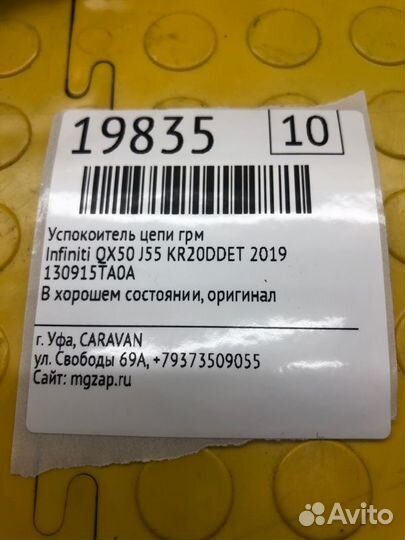 19835
10
Успокоитель цепи грм
Infiniti QX50 J55 KR20DDET 2019
130915TA0A
В хорошем состоянии, оригинал
г. Уфа, CARAVAN
ул. Свободы 69А, +79373509055
Сайт: mgzap.ru
Avito